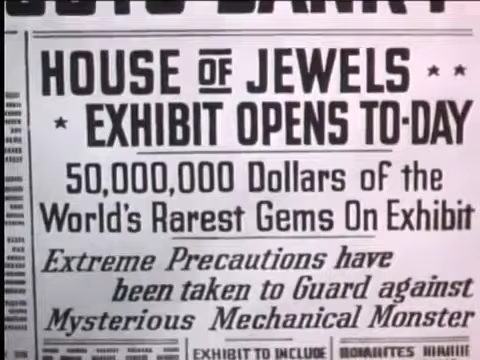 HOUSE OF JEWELS * *
* EXHIBIT OPENS TO-DAY
50,000,000 Dollars of the
World's Rarest Gems On Exhibit
Extreme Precautions have
been taken to Guard against
Mysterious Mechanical Monster
EXHIBIT TO INCLUDE